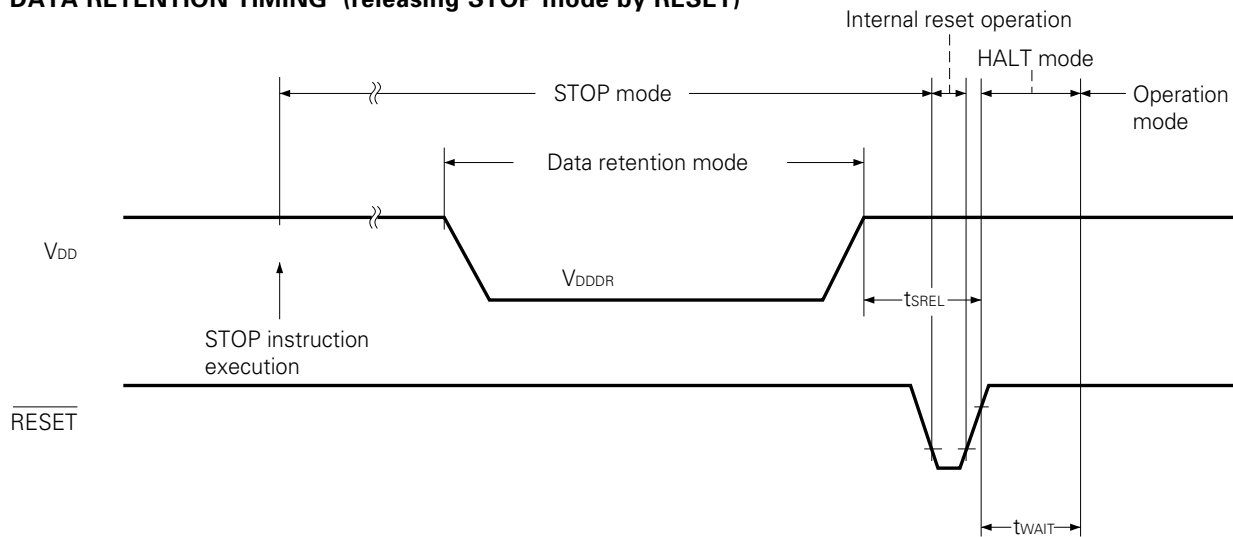 DATA RETENTION TIMING (releasing STOP mode by RESET)
Internal reset operation
HALT mode
STOP mode
Operation
mode
Data retention mode
VDD
VDDDR
tSREL
STOP instruction
execution
RESET
tWAIT